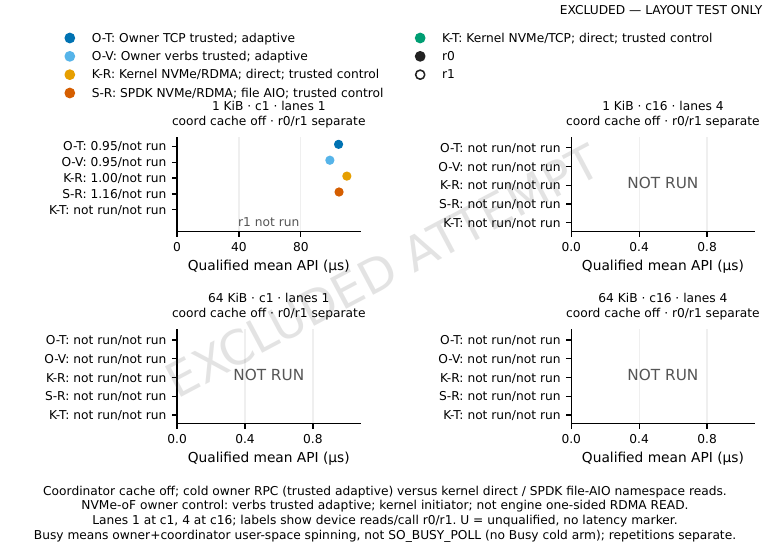 EXCLUDED — LAYOUT TEST ONLY
O-T: Owner TCP trusted; adaptive
O-V: Owner verbs trusted; adaptive
K-R: Kernel NVMe/RDMA; direct; trusted control
S-R: SPDK NVMe/RDMA; file AIO; trusted control
K-T: Kernel NVMe/TCP; direct; trusted control
r0
r1
1 KiB · c1 · lanes 1
coord cache off · r0/r1 separate
O-T: 0.95/not run
O-V: 0.95/not run
K-R: 1.00/not run
S-R: 1.16/not run
K-T: not run/not run
r1 not run
0 40 80
Qualified mean API (µs)
1 KiB · c16 · lanes 4
coord cache off · r0/r1 separate
O-T: not run/not run
O-V: not run/not run
K-R: not run/not run
S-R: not run/not run
K-T: not run/not run
NOT RUN
0.0 0.4 0.8
Qualified mean API (µs)
EXCLUDED ATTEMPT
64 KiB · c1 · lanes 1
coord cache off · r0/r1 separate
O-T: not run/not run
O-V: not run/not run
K-R: not run/not run
S-R: not run/not run
K-T: not run/not run
NOT RUN
0.0 0.4 0.8
Qualified mean API (µs)
64 KiB · c16 · lanes 4
coord cache off · r0/r1 separate
O-T: not run/not run
O-V: not run/not run
K-R: not run/not run
S-R: not run/not run
K-T: not run/not run
NOT RUN
0.0 0.4 0.8
Qualified mean API (µs)
Coordinator cache off; cold owner RPC (trusted adaptive) versus kernel direct / SPDK file-AIO namespace reads.
NVMe-oF owner control: verbs trusted adaptive; kernel initiator; not engine one-sided RDMA READ.
Lanes 1 at c1, 4 at c16; labels show device reads/call r0/r1. U = unqualified, no latency marker.
Busy means owner+coordinator user-space spinning, not SO_BUSY_POLL (no Busy cold arm); repetitions separate.